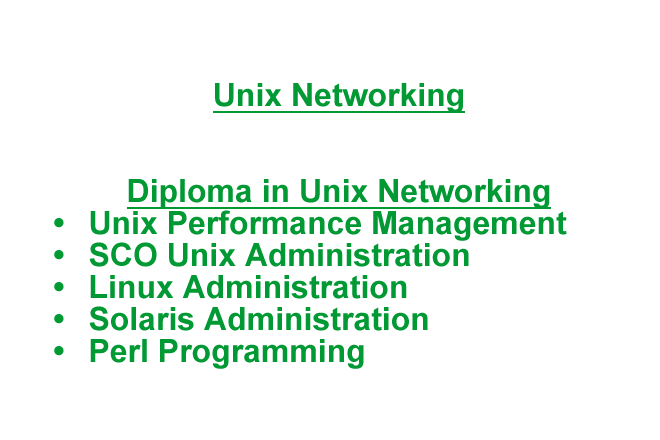 Unix Networking
Diploma in Unix Networking
• Unix Performance Management
• SCO Unix Administration
• Linux Administration
• Solaris Administration
• Perl Programming